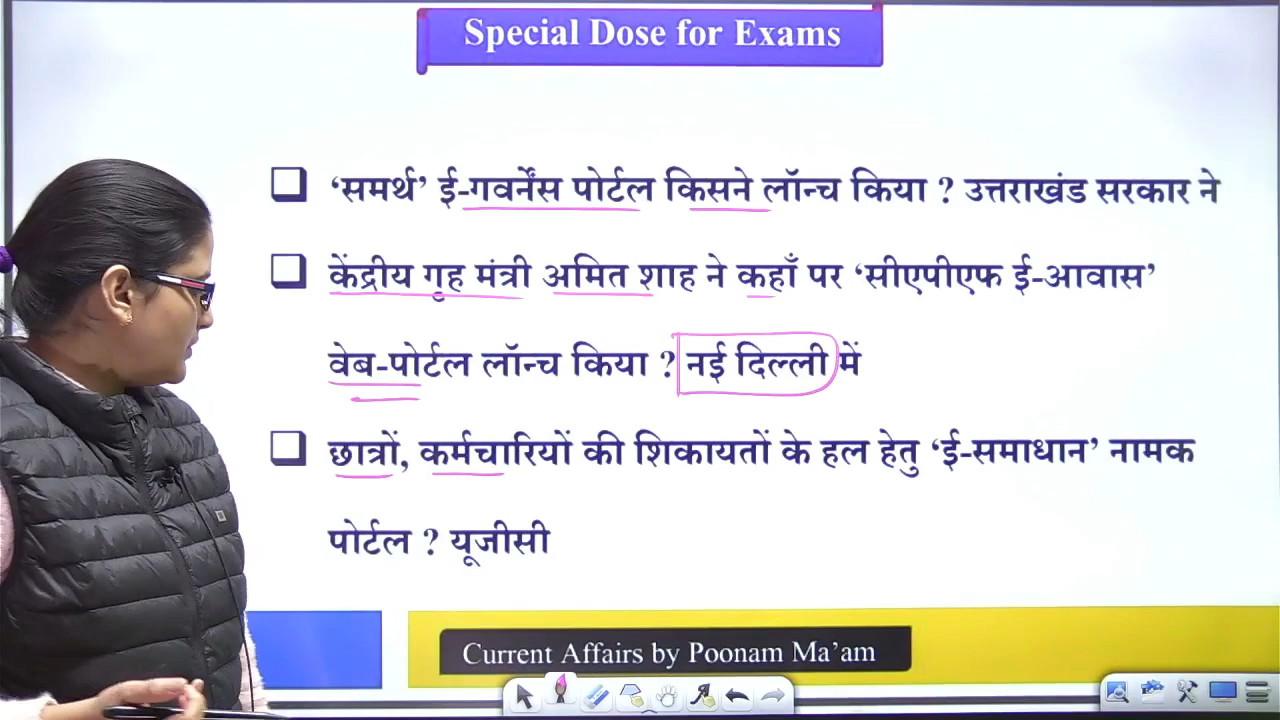 Special Dose for Exams
‘समर्थ’ ई-गवर्नेंस पोर्टल किसने लॉन्च किया ? उत्तराखंड सरकार ने
केंद्रीय गृह मंत्री अमित शाह ने कहाँ पर ‘सीएपीएफ ई-आवास’
वेब-पोर्टल लॉन्च किया ? नई दिल्ली में
छात्रों, कर्मचारियों की शिकायतों के हल हेतु ‘ई-समाधान’ नामक
पोर्टल ? यूजीसी
Current Affairs by Poonam Ma’am